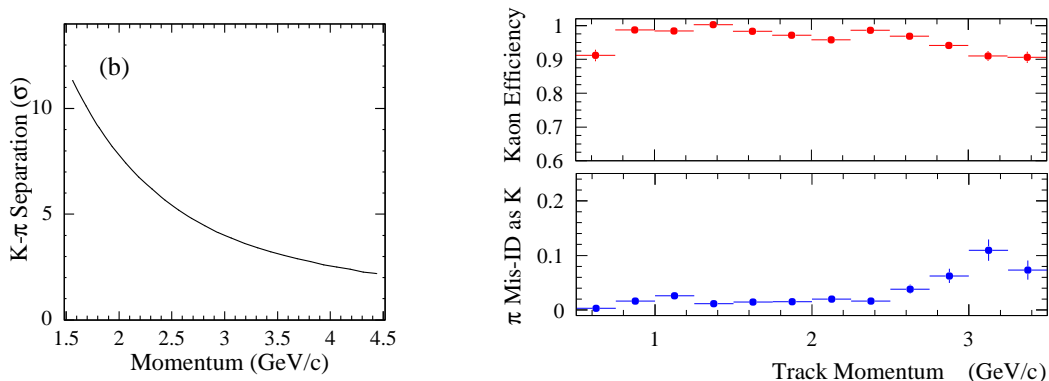 (b)
K-π Separation (σ)
10
5
0
1.5 2 2.5 3 3.5 4 4.5
Momentum (GeV/c)
Kaon Efficiency
1
0.9
0.8
0.7
0.6
π Mis-ID as K
0.2
0.1
0
1 2 3
Track Momentum (GeV/c)